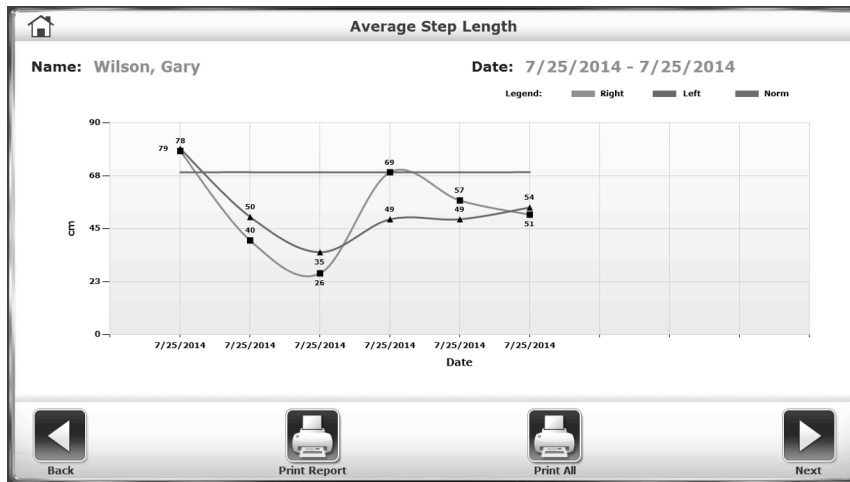 Average Step Length
Name: Wilson, Gary
Date: 7/25/2014 - 7/25/2014
Legend: Right Left Norm
90
79 78
69
68
57
50 49 49 54
51
cm
45
40
35
26
23
0
7/25/2014 7/25/2014 7/25/2014 7/25/2014 7/25/2014 7/25/2014
Date
Back Print Report Print All Next